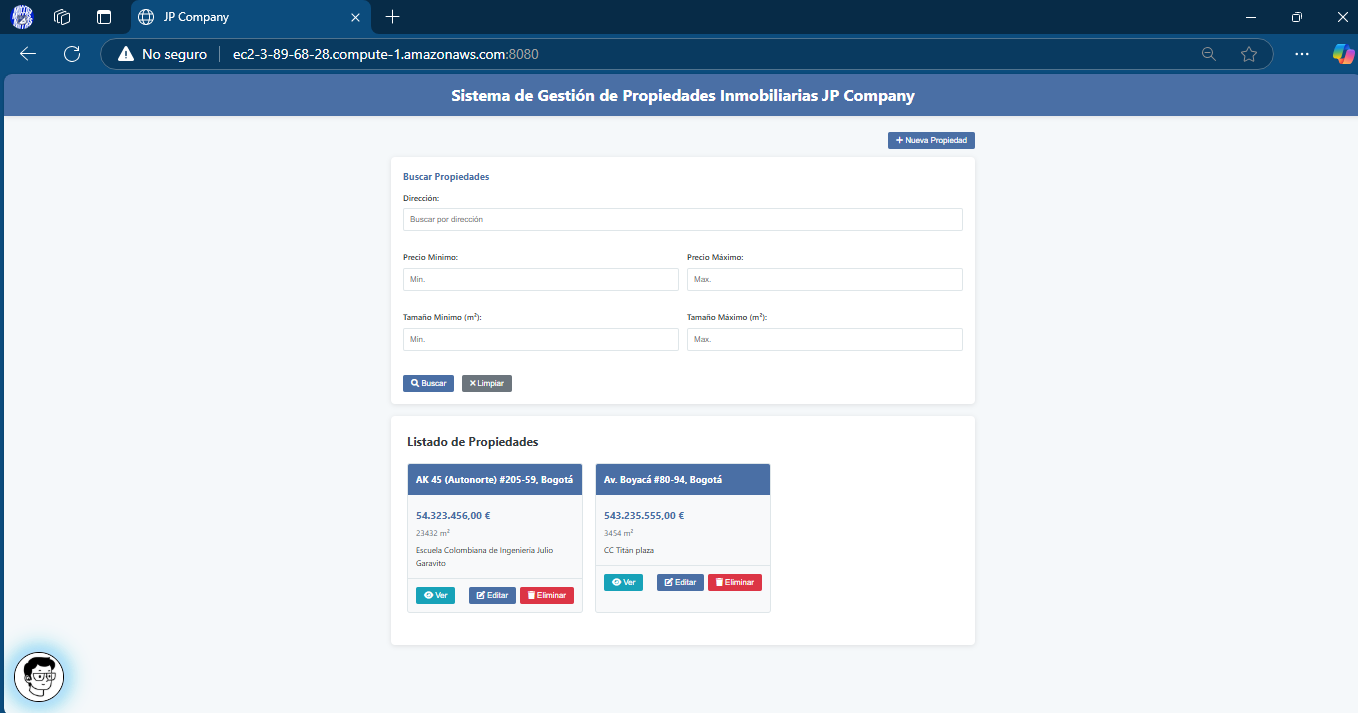 JP Company
No seguro
ec2-3-89-68-28.compute-1.amazonaws.com:8080
Sistema de Gestión de Propiedades Inmobiliarias JP Company
Nueva Propiedad
Buscar Propiedades
Dirección:
Buscar por dirección
Precio Mínimo: Precio Máximo:
Mín. Max.
Tamaño Mínimo (m²): Tamaño Máximo (m²):
Mín. Max.
Buscar Limpiar
Listado de Propiedades
AK 45 (Autonorte) #205-59, Bogotá
54.323.456,00 €
23432 m²
Escuela Colombiana de Ingeniería Julio
Garavito
Ver Editar Eliminar
Av. Boyacá #80-94, Bogotá
543.235.555,00 €
3454 m²
CC Titán plaza
Ver Editar Eliminar